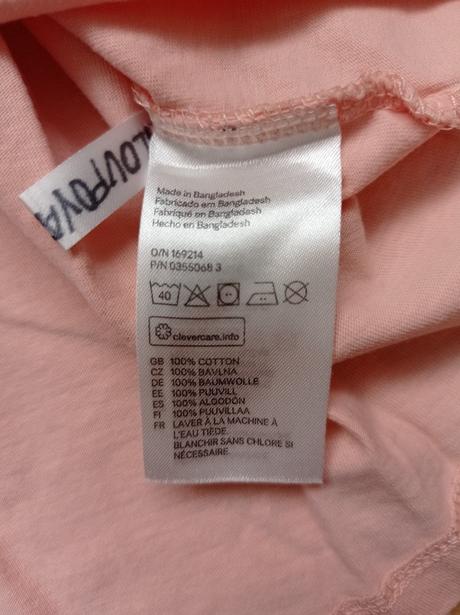 Made in Bangladesh
Fabricado em Bangladesh
Fabriqué en Bangladesh
Hecho en Bangladesh
O/N 169214
P/N 0355068 3
40
clevercare.info
GB 100% COTTON
CZ 100% BAVLNA
DE 100% BAUMWOLLE
EE 100% PUUVILL
ES 100% ALGODÓN
FI 100% PUUVILLAA
FR LAVER À LA MACHINE À
L'EAU TIÈDE.
BLANCHIR SANS CHLORE SI
NÉCESSAIRE.